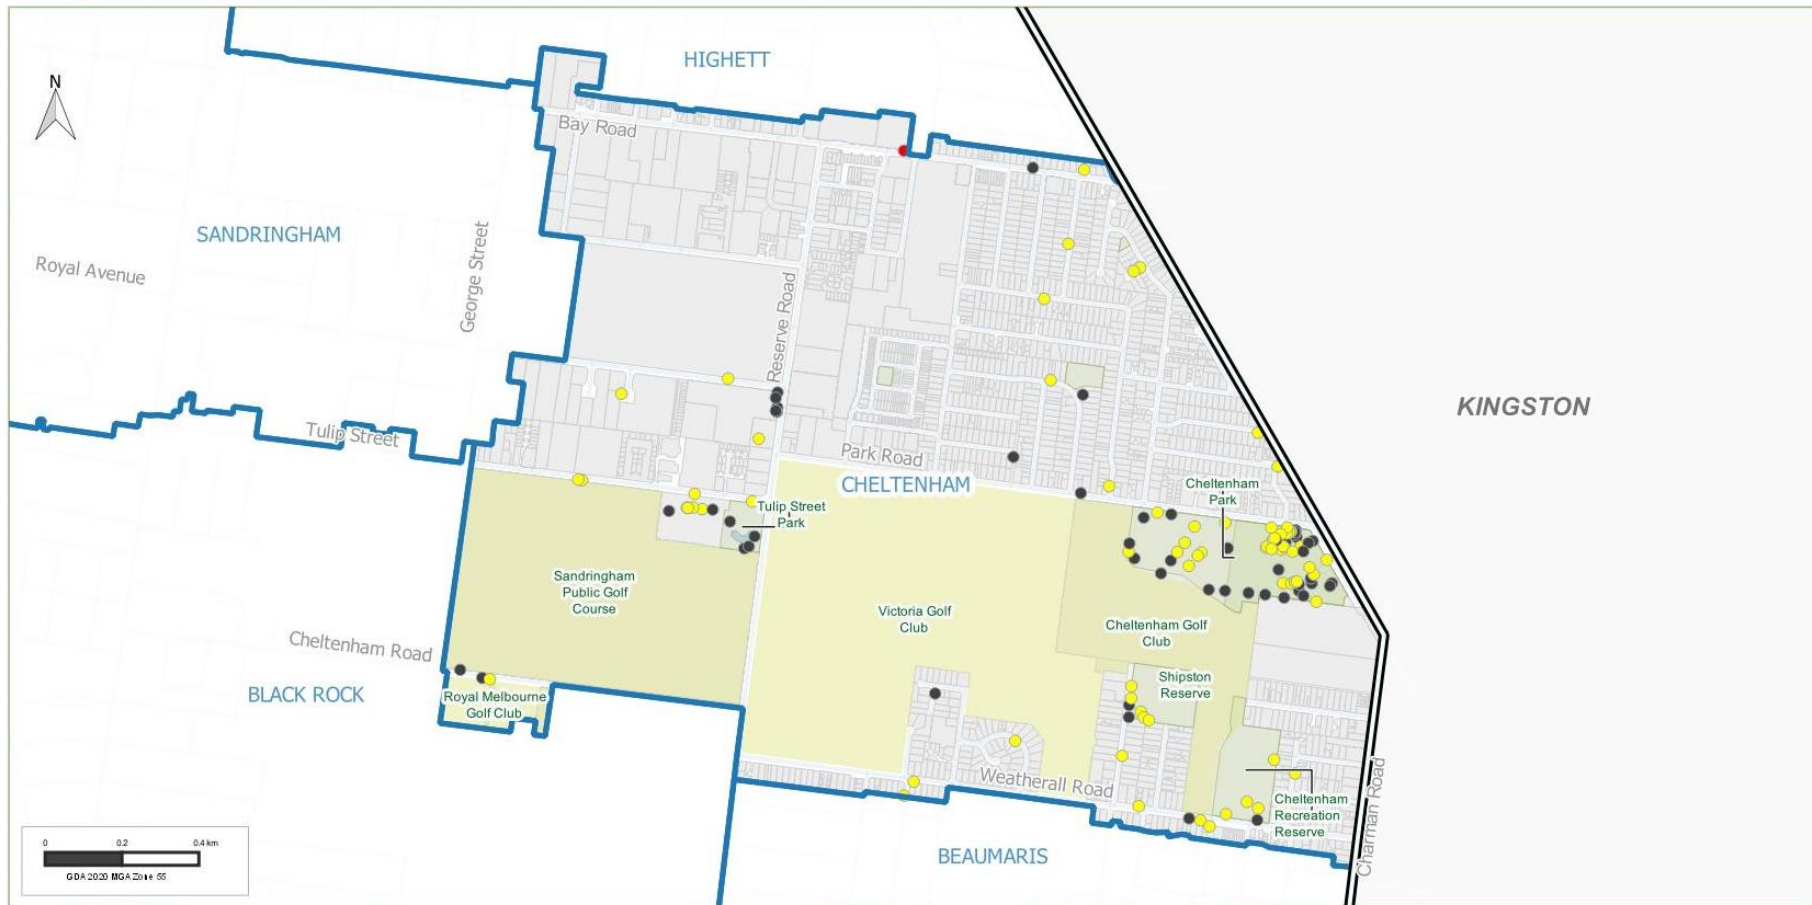 HIGHETT
N
Bay Road
SANDRINGHAM
Royal Avenue
George Street
Reserve Road
KINGSTON
Tulip Street
Park Road
CHELTENHAM
Cheltenham
Park
Tulip Street
Park
Sandringham
Public Golf
Course
Victoria Golf
Club
Cheltenham Golf
Club
Cheltenham Road
BLACK ROCK
Royal Melbourne
Golf Club
Shipston
Reserve
Weatherall Road
Cheltenham
Recreation
Reserve
Charman Road
BEAUMARIS
0 0.2 0.4 km
GDA 2020 MGA Zone 55